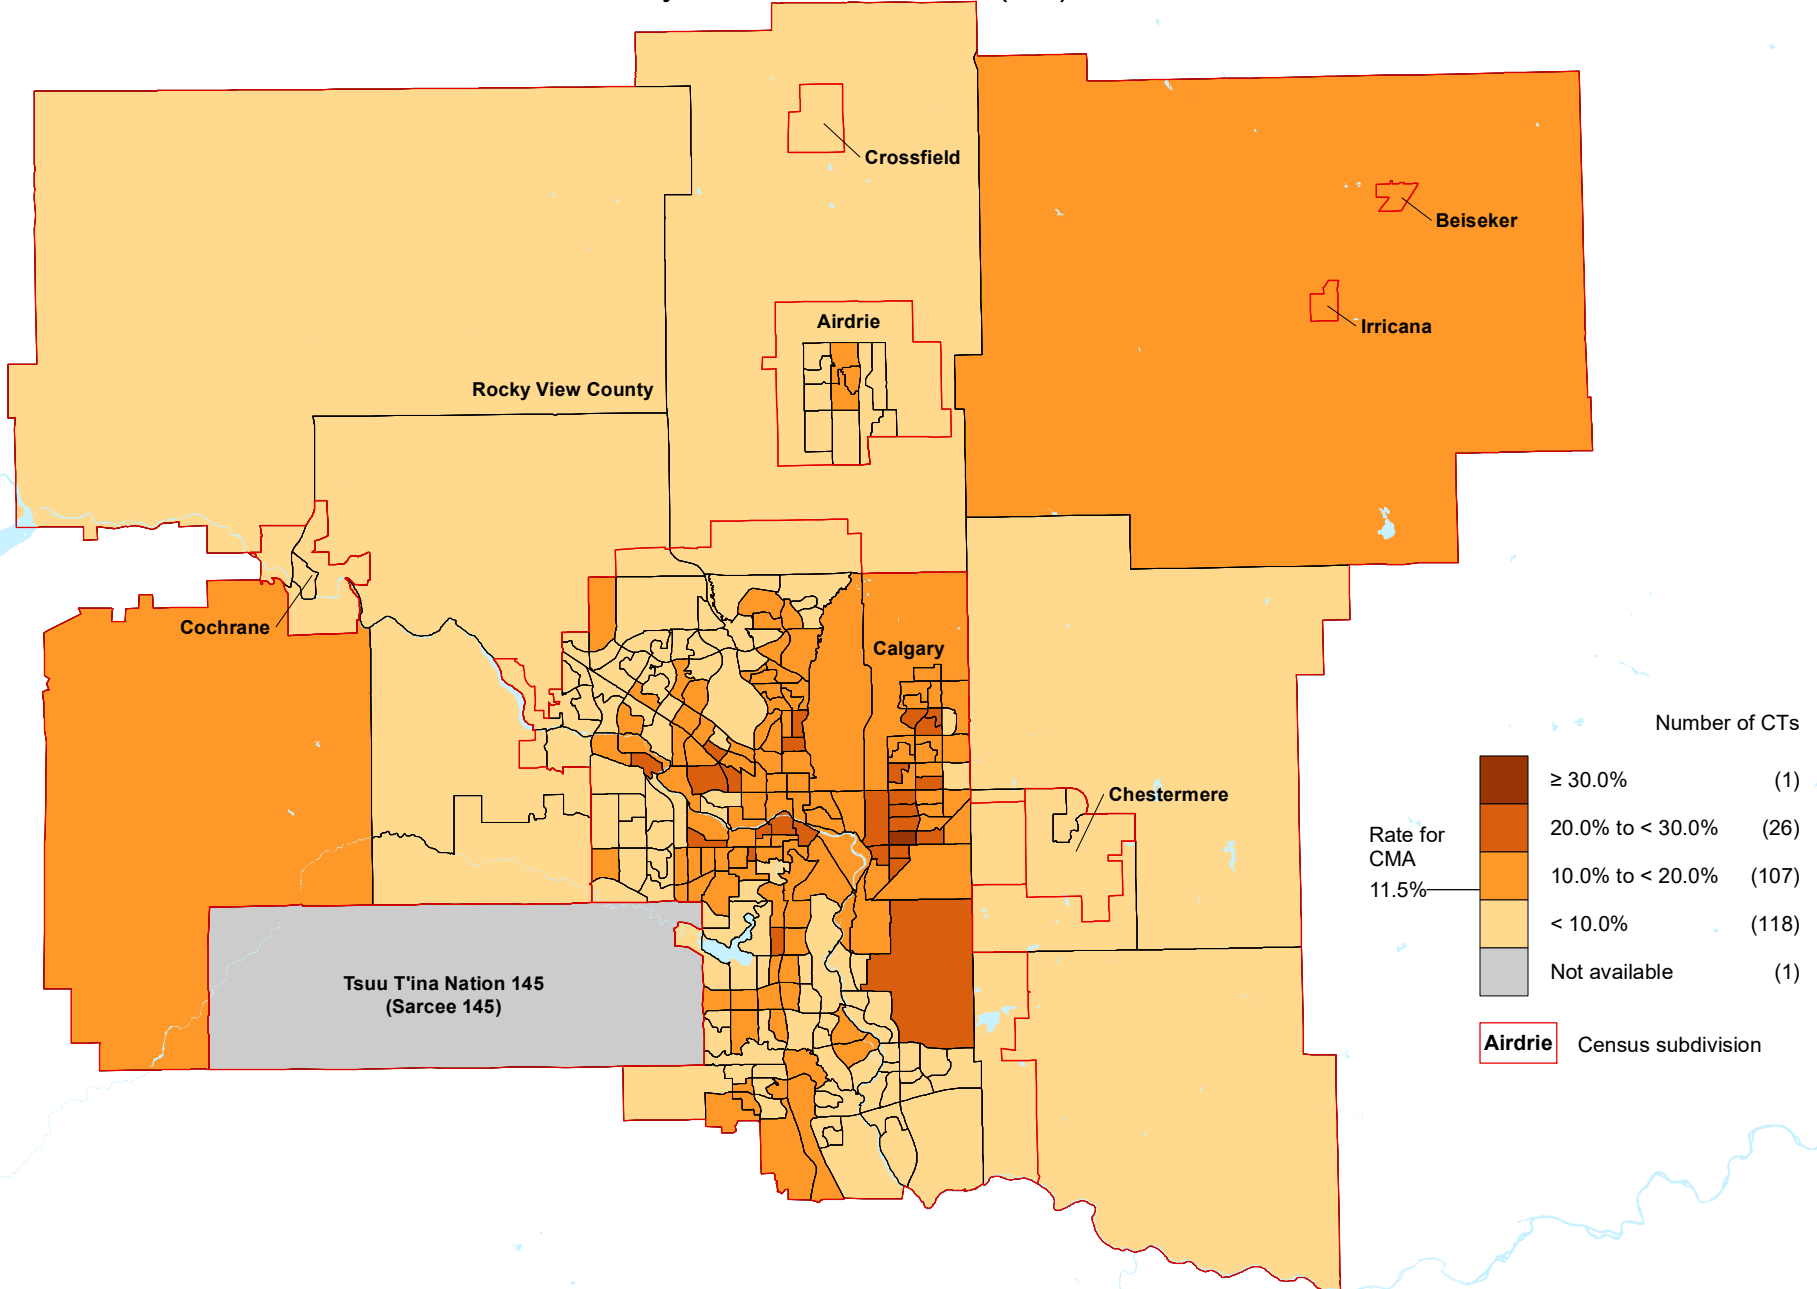 Crossfield
Beiseker
Irricana
Airdrie
Rocky View County
Cochrane
Calgary
Chestermere
Tsuu T'ina Nation 145
(Sarcee 145)
Number of CTs
≥ 30.0% (1)
20.0% to < 30.0% (26)
10.0% to < 20.0% (107)
< 10.0% (118)
Not available (1)
Rate for
CMA
11.5%
Airdrie Census subdivision